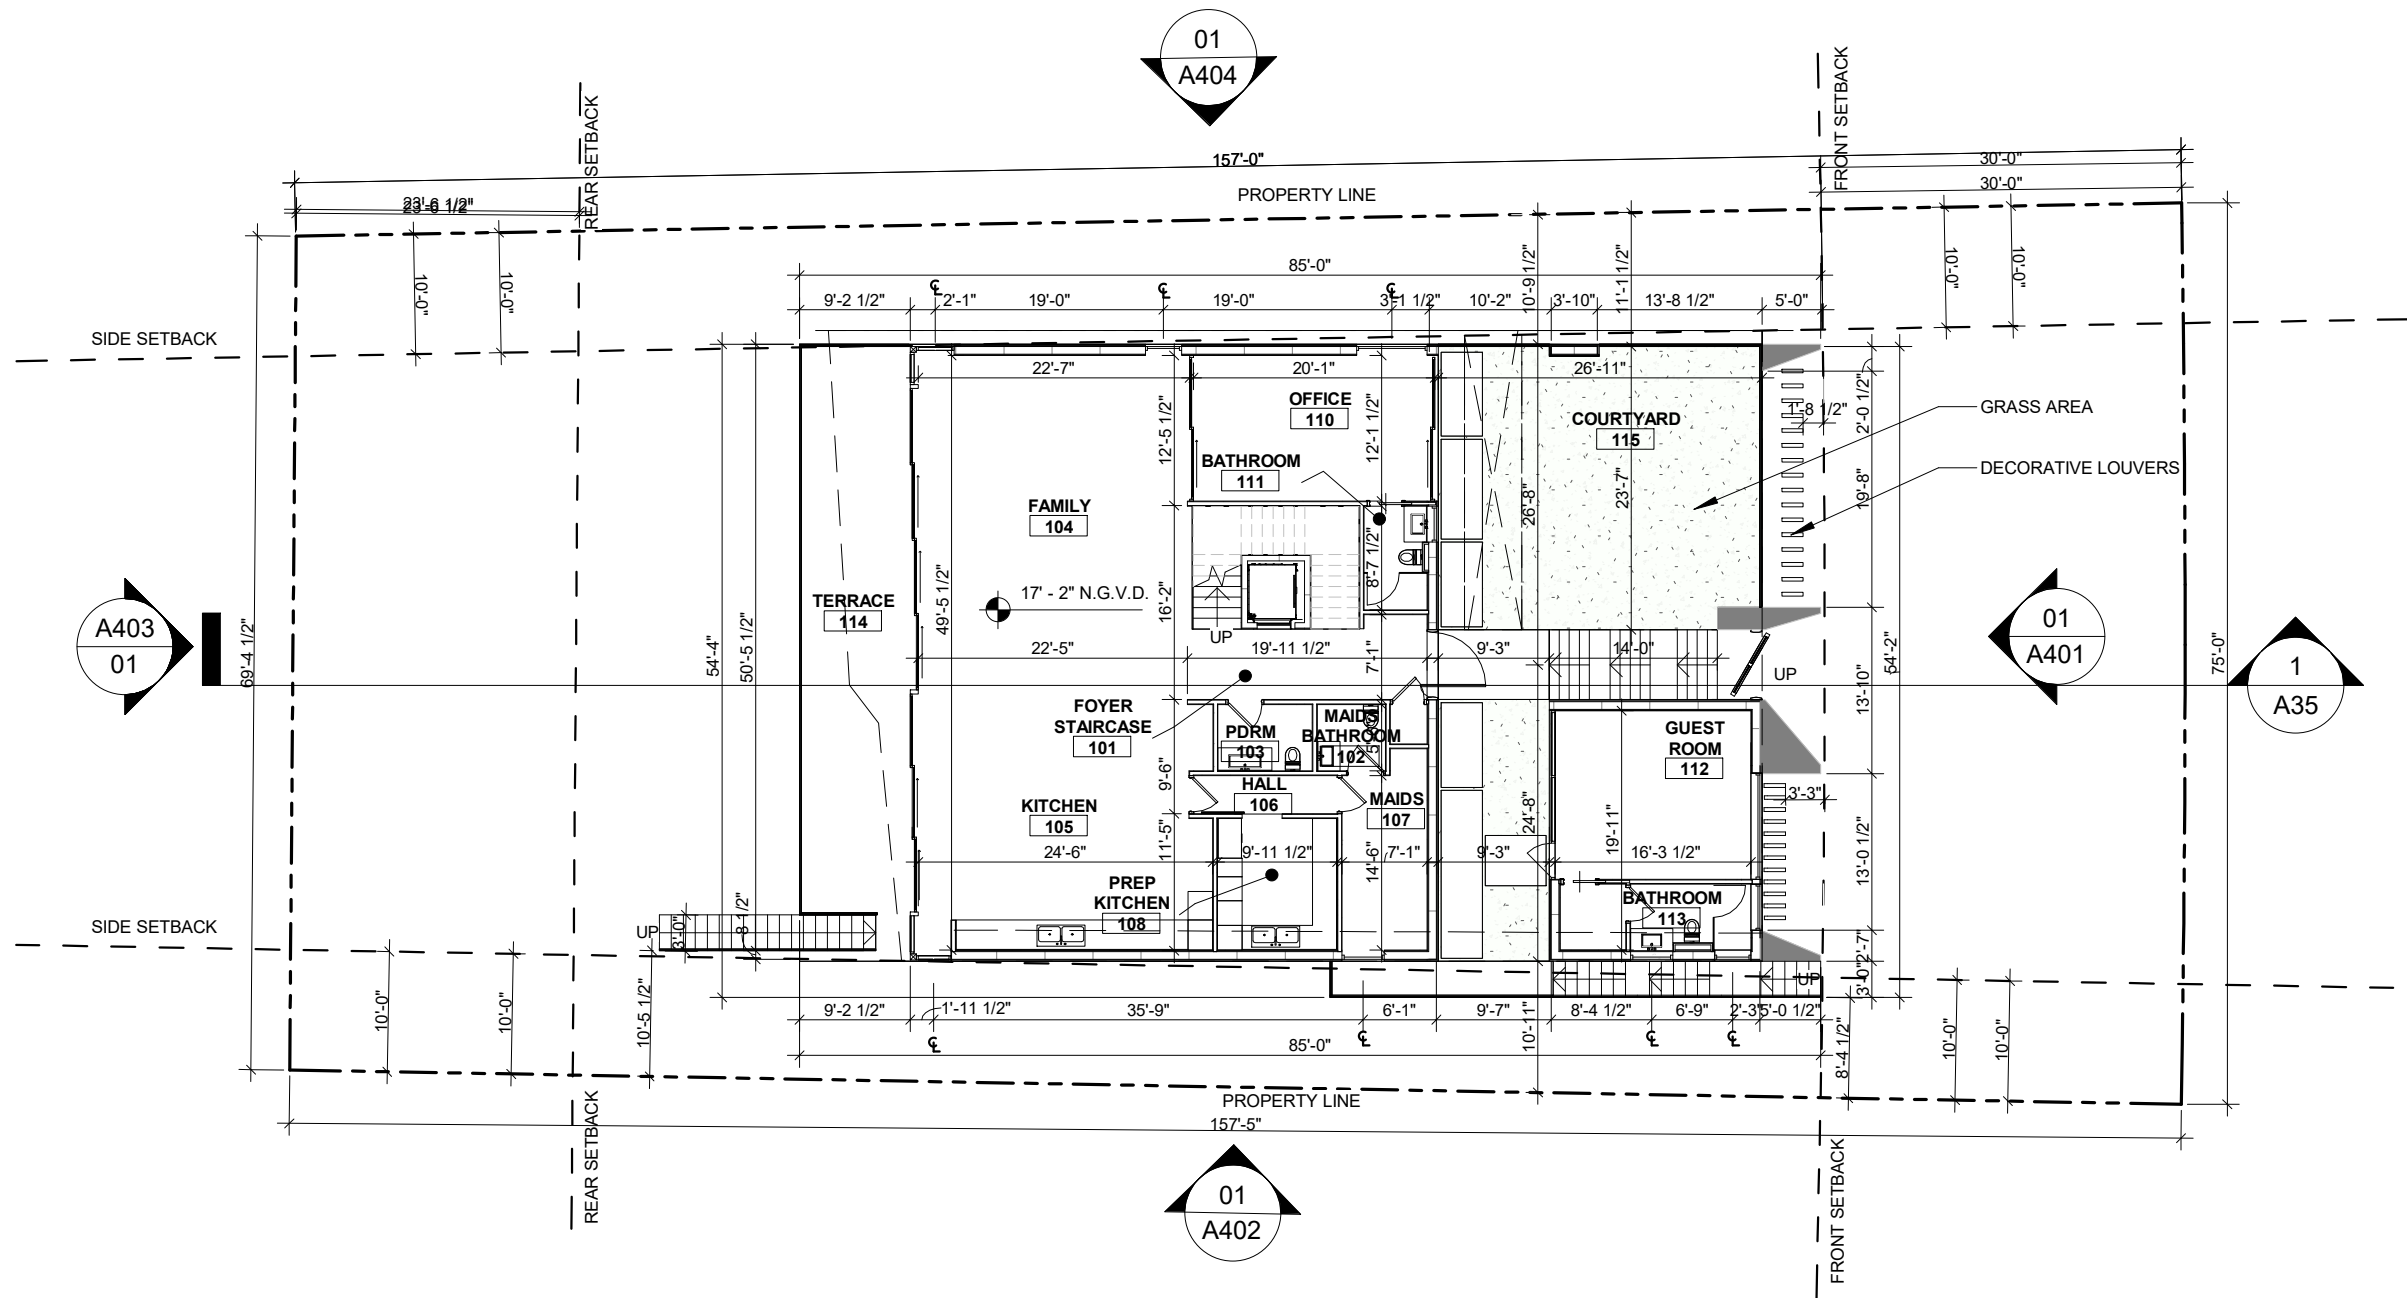 01
A404
REAR SETBACK
FRONT SETBACK
157'-0"
30'-0"
PROPERTY LINE
30'-0"
23'-6 1/2"
23'-6 1/2"
10'-0"
10'-0"
10'-9 1/2"
11'-1 1/2"
10'-0"
10'-0"
85'-0"
9'-2 1/2"
2'-1"
19'-0"
19'-0"
3'-1 1/2"
10'-2"
3'-10"
13'-8 1/2"
5'-0"
SIDE SETBACK
22'-7"
20'-1"
26'-11"
OFFICE
110
COURTYARD
115
1'-8 1/2"
2'-0 1/2"
GRASS AREA
12'-5 1/2"
12'-1 1/2"
BATHROOM
111
DECORATIVE LOUVERS
FAMILY
104
26'-8"
23'-7"
19'-8"
8'-7 1/2"
17' - 2" N.G.V.D.
TERRACE
114
49'-5 1/2"
16'-2"
UP
A403
01
69'-4 1/2"
54'-4"
50'-5 1/2"
22'-5"
19'-11 1/2"
7'-1"
9'-3"
14'-0"
UP
54'-2"
01
A401
75'-0"
1
A35
13'-10"
FOYER
STAIRCASE
101
PDRM
103
MAIDS
BATHROOM
102
GUEST
ROOM
112
9'-6"
HALL
106
KITCHEN
105
MAIDS
107
3'-3"
24'-8"
19'-11"
13'-0 1/2"
24'-6"
11'-5"
9'-11 1/2"
14'-6"
7'-1"
9'-3"
16'-3 1/2"
PREP
KITCHEN
108
BATHROOM
113
SIDE SETBACK
UP
3'-0"
8 1/2"
2'-7"
3'-0"
UP
10'-0"
10'-0"
10'-5 1/2"
9'-2 1/2"
1'-11 1/2"
35'-9"
6'-1"
9'-7"
8'-4 1/2"
6'-9"
2'-3"
5'-0 1/2"
10'-11"
8'-4 1/2"
10'-0"
10'-0"
85'-0"
PROPERTY LINE
157'-5"
REAR SETBACK
FRONT SETBACK
01
A402